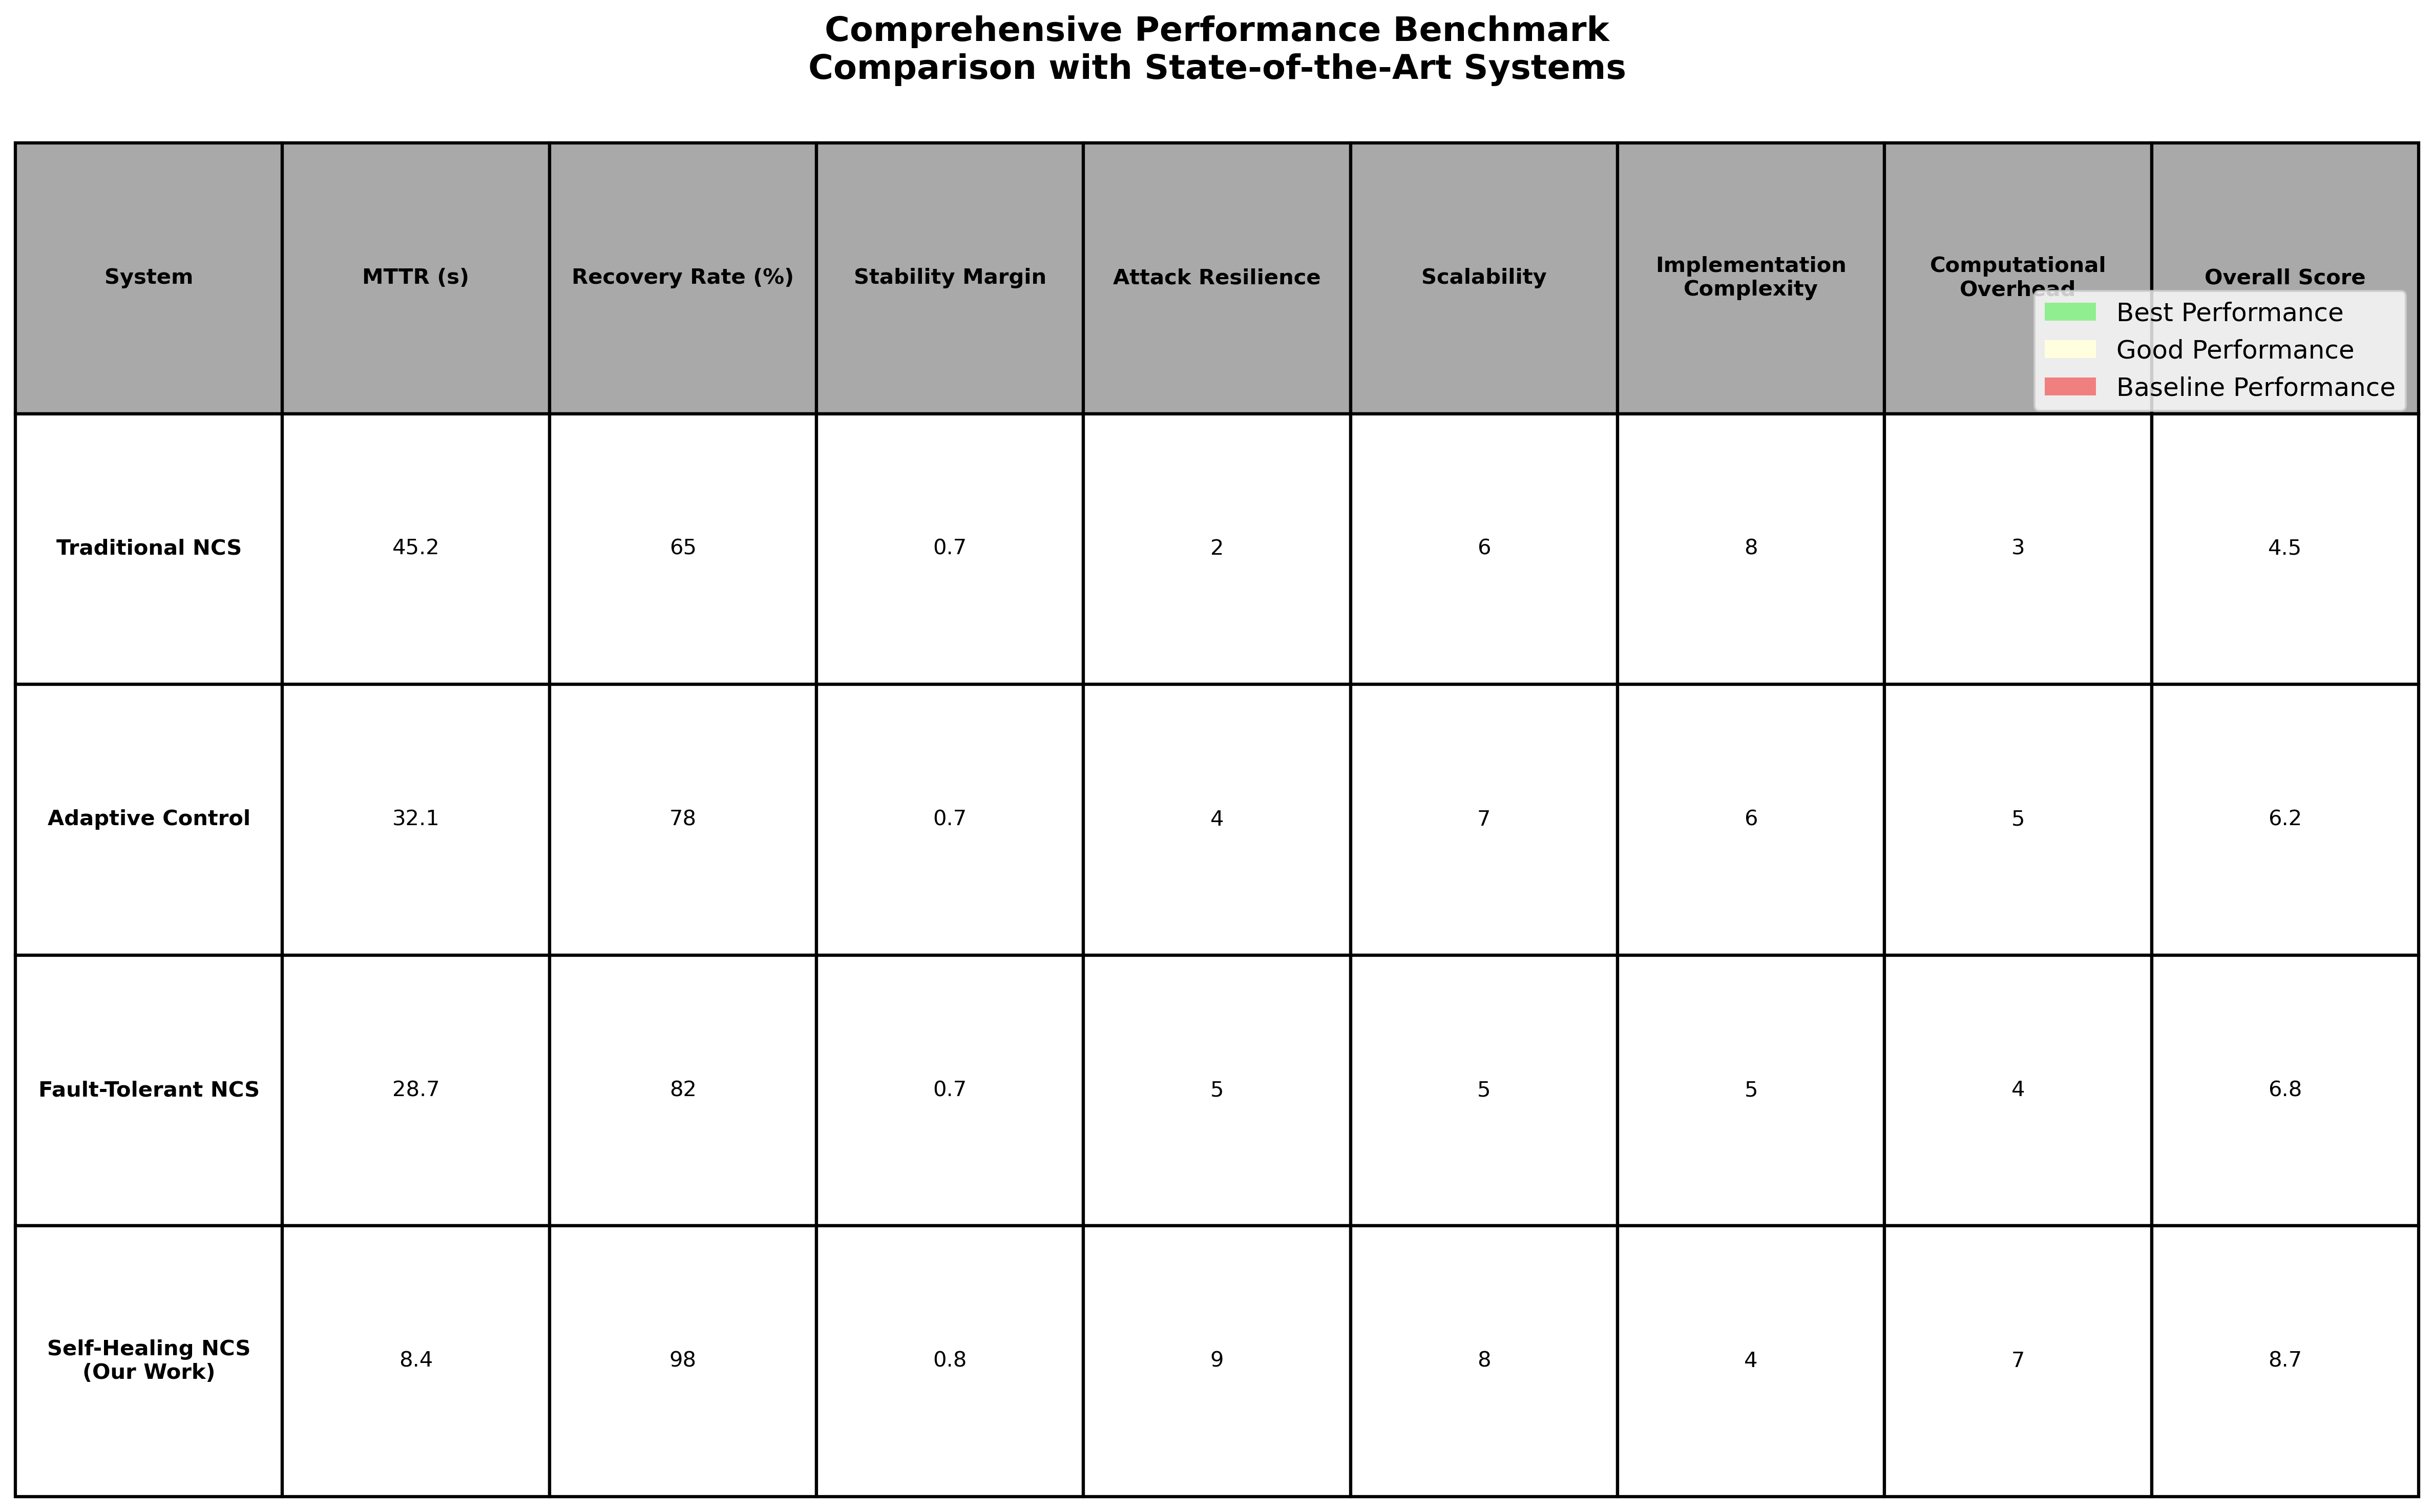 Comprehensive Performance Benchmark
Comparison with State-of-the-Art Systems
System MTTR (s) Recovery Rate (%) Stability Margin Attack Resilience Scalability Implementation Complexity Computational Overhead Overall Score
Best Performance
Good Performance
Baseline Performance
Traditional NCS 45.2 65 0.7 2 6 8 3 4.5
Adaptive Control 32.1 78 0.7 4 7 6 5 6.2
Fault-Tolerant NCS 28.7 82 0.7 5 5 5 4 6.8
Self-Healing NCS (Our Work) 8.4 98 0.8 9 8 4 7 8.7